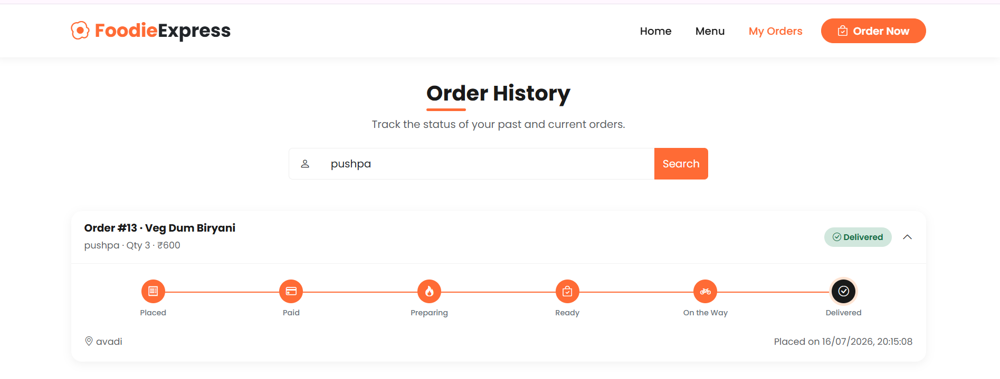 FoodieExpress
Home Menu My Orders Order Now
Order History
Track the status of your past and current orders.
pushpa Search
Order #13 · Veg Dum Biryani
pushpa · Qty 3 · ₹600
Delivered
Placed Paid Preparing Ready On the Way Delivered
avadi Placed on 16/07/2026, 20:15:08